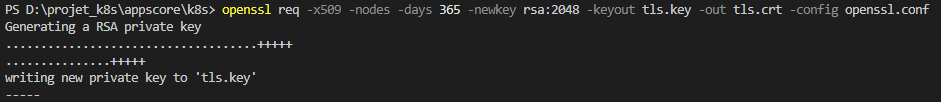 PS D:\projet_k8s\appscore\k8s> openssl req -x509 -nodes -days 365 -newkey rsa:2048 -keyout tls.key -out tls.crt -config openssl.conf
Generating a RSA private key
....................................+++++
...............+++++
writing new private key to 'tls.key'
-----